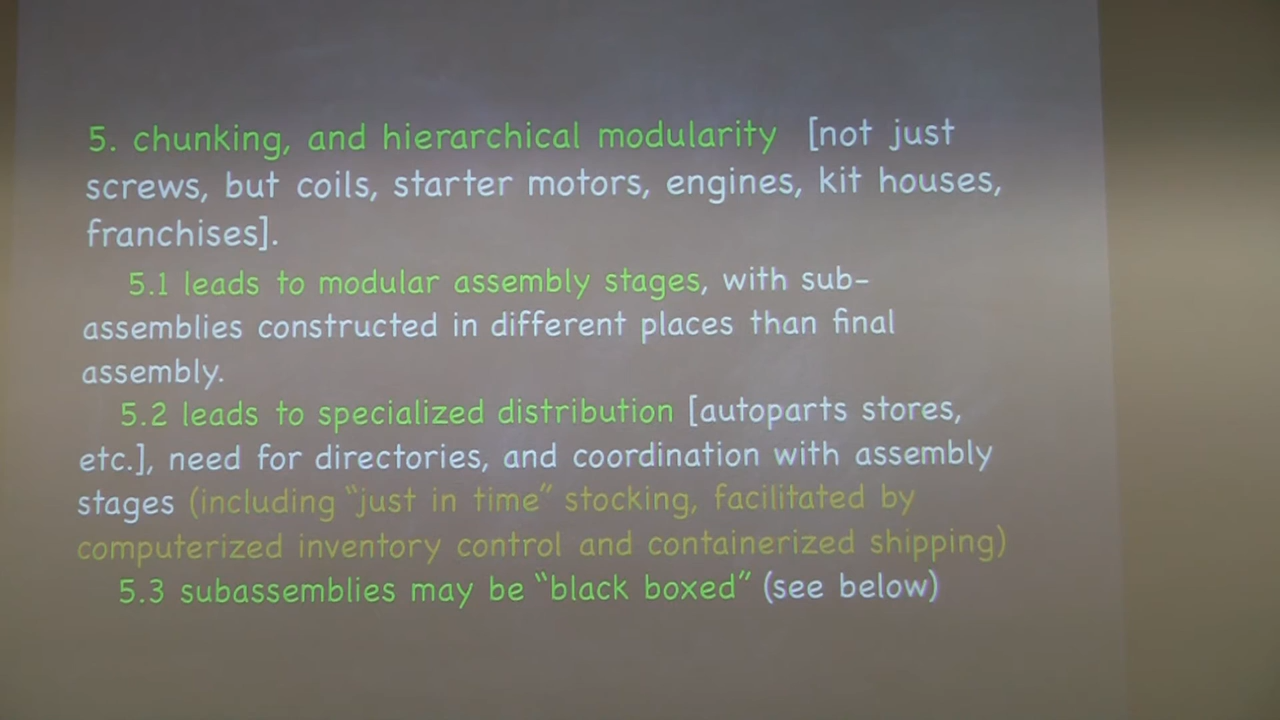 5. chunking, and hierarchical modularity [not just
screws, but coils, starter motors, engines, kit houses,
franchises].
5.1 leads to modular assembly stages, with sub-
assemblies constructed in different places than final
assembly.
5.2 leads to specialized distribution [autoparts stores,
etc.], need for directories, and coordination with assembly
stages (including “just in time” stocking, facilitated by
computerized inventory control and containerized shipping)
5.3 subassemblies may be “black boxed” (see below)